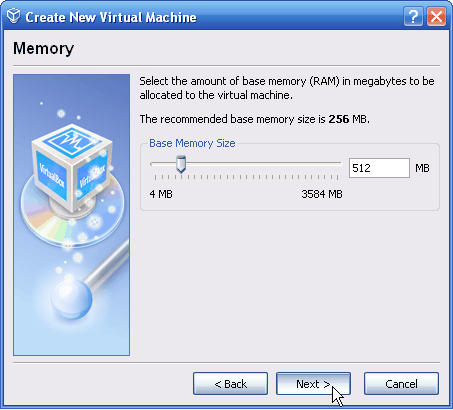 Create New Virtual Machine
Memory
Select the amount of base memory (RAM) in megabytes to be
allocated to the virtual machine.
The recommended base memory size is 256 MB.
Base Memory Size
512 MB
4 MB 3584 MB
VirtualBox VirtualBox
< Back Next > Cancel